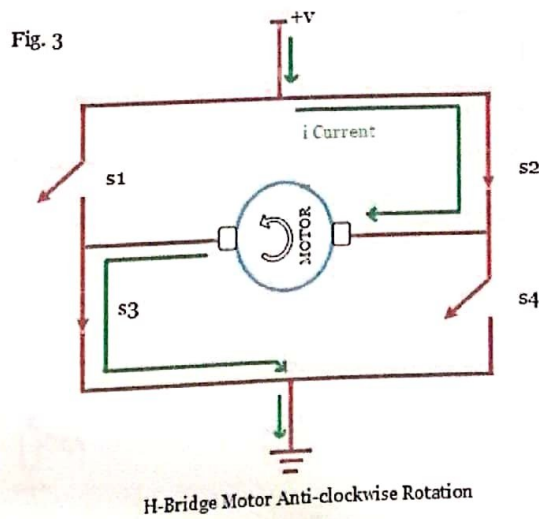 +v
Fig. 3
i Current
s1
s2
MOTOR
s3
s4
H-Bridge Motor Anti-clockwise Rotation